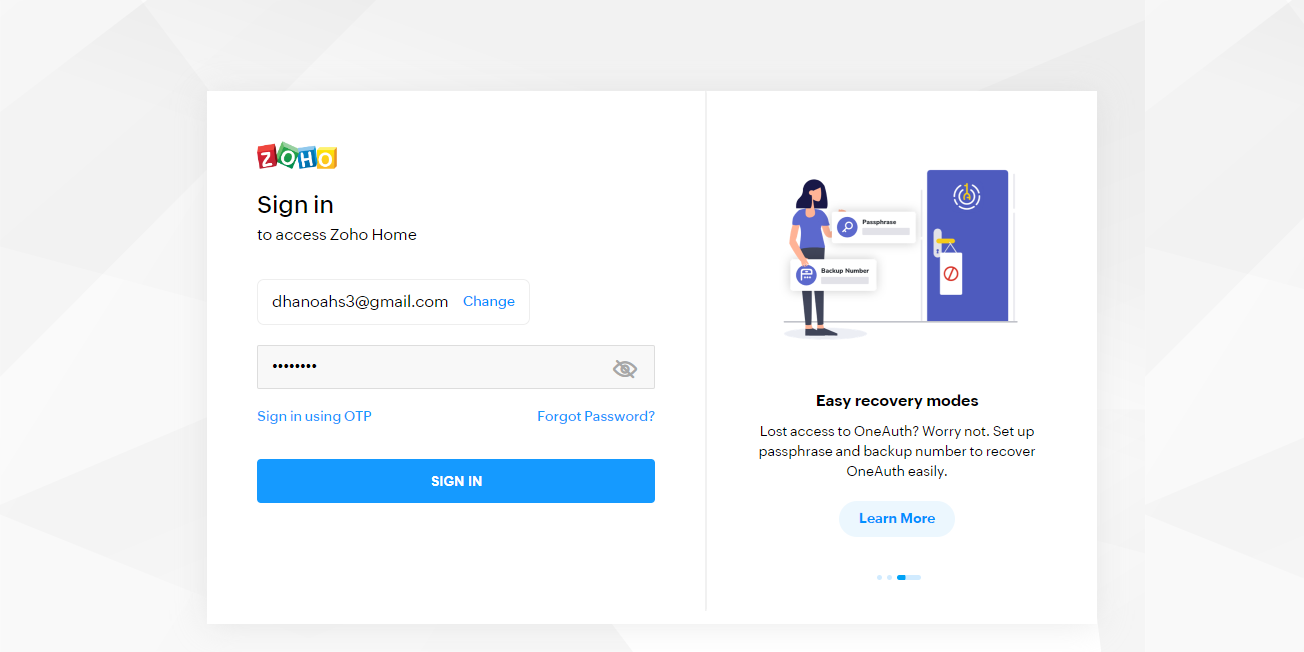 ZOHO
Sign in
to access Zoho Home
dhanoahs3@gmail.com Change
••••••••
Sign in using OTP Forgot Password?
SIGN IN
Passphrase
Backup Number
Easy recovery modes
Lost access to OneAuth? Worry not. Set up
passphrase and backup number to recover
OneAuth easily.
Learn More